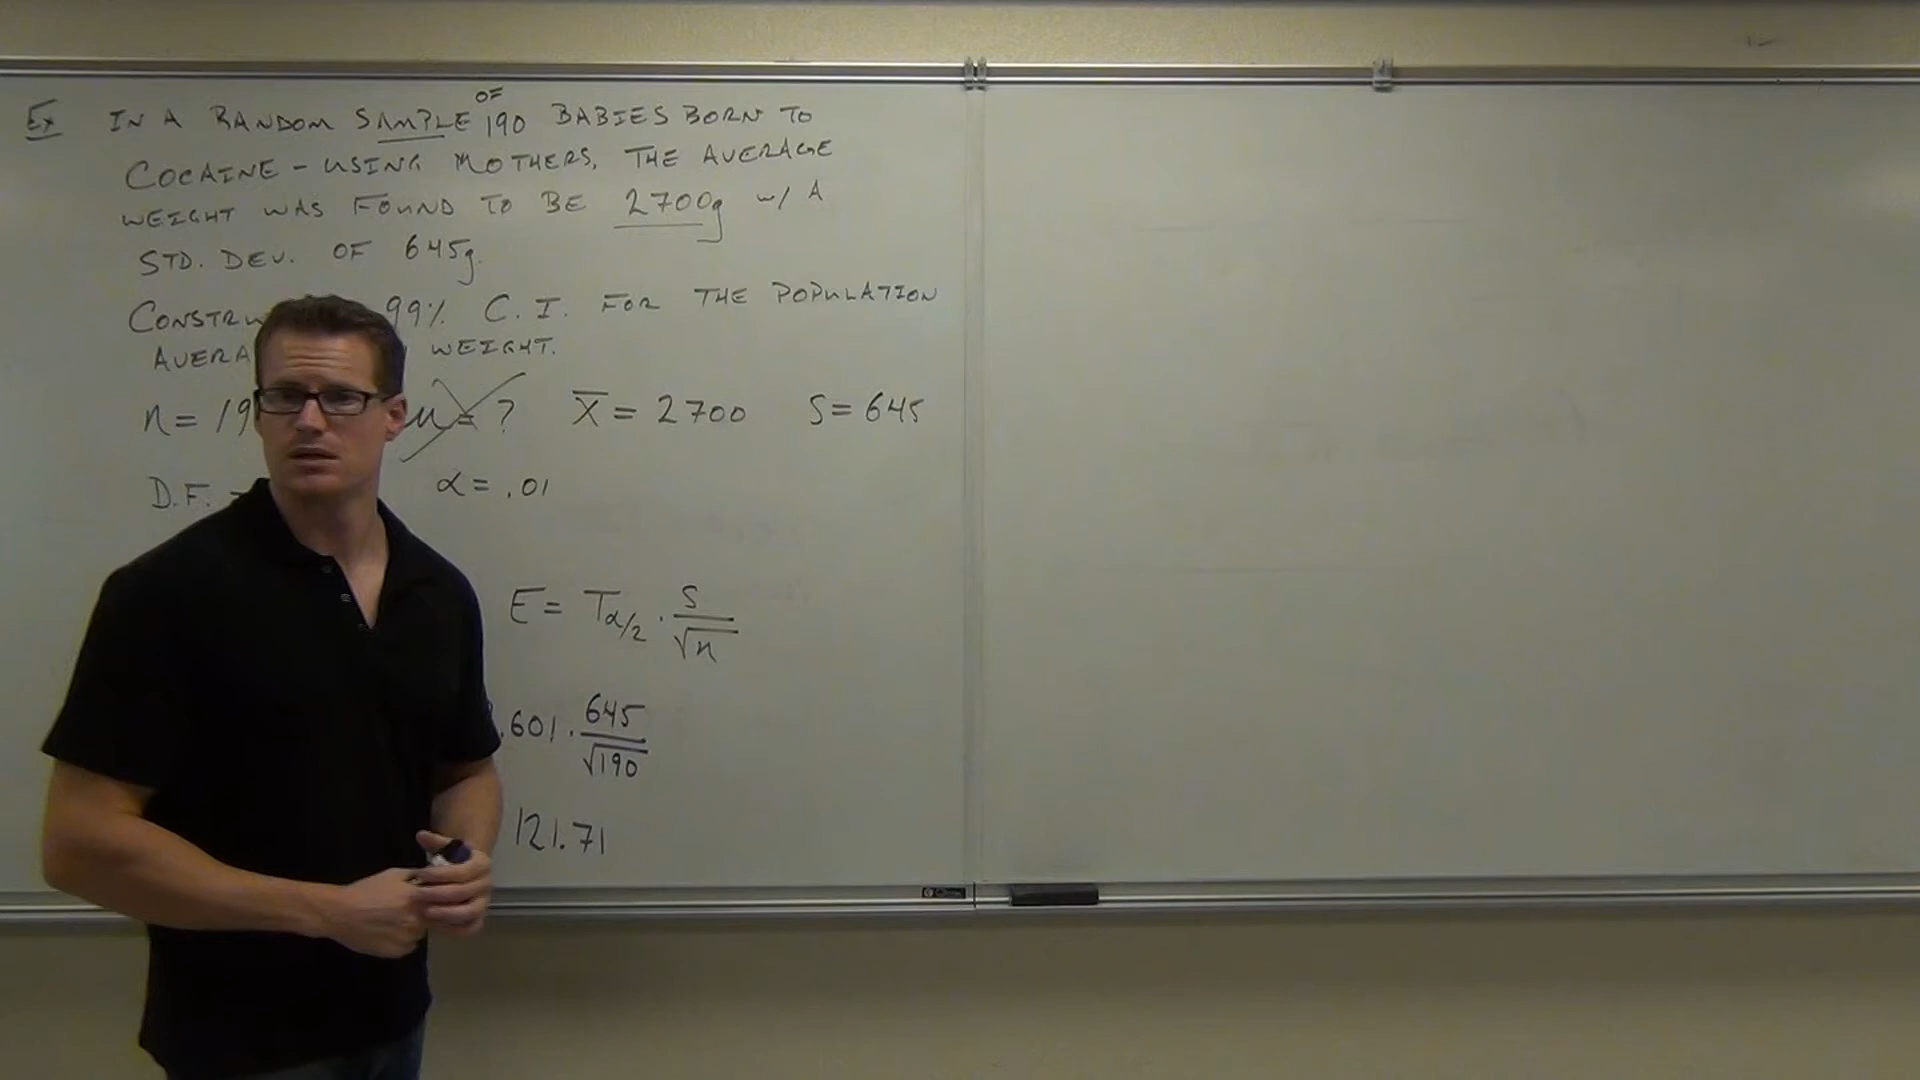 Ex IN A RANDOM SAMPLE OF 190 BABIES BORN TO
COCAINE-USING MOTHERS, THE AVERAGE
WEIGHT WAS FOUND TO BE 2700g w/ A
STD. DEV. OF 645g.
99% C.I. FOR THE POPULATION
WEIGHT.
n = 19 μ = ? x̄ = 2700 S = 645
D.F. = α = .01
E = Tα/2 · s/√n
.601 · 645/√190
121.71